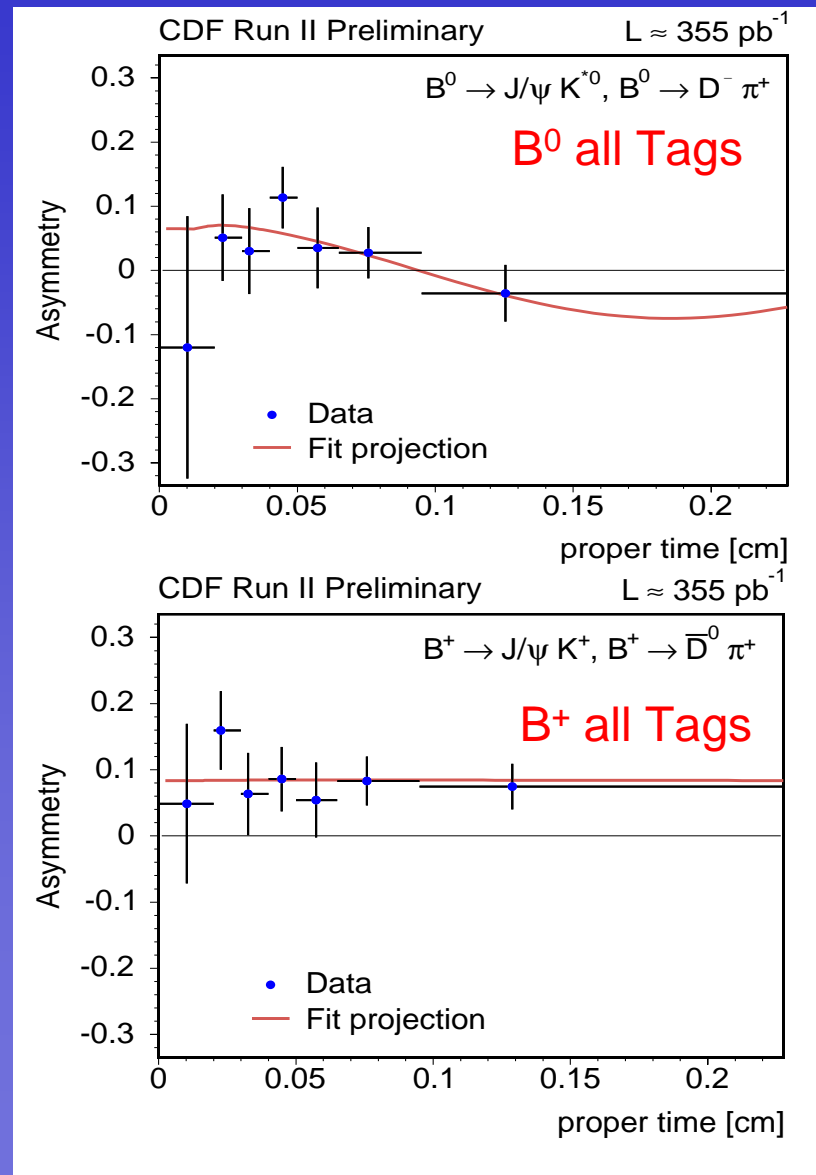 CDF Run II Preliminary L ≈ 355 pb⁻¹
B⁰ → J/ψ K*⁰, B⁰ → D⁻ π⁺
B⁰ all Tags
Asymmetry
0.3
0.2
0.1
0
-0.1
-0.2
-0.3
Data
Fit projection
0 0.05 0.1 0.15 0.2
proper time [cm]
CDF Run II Preliminary L ≈ 355 pb⁻¹
B⁺ → J/ψ K⁺, B⁺ → D̅⁰ π⁺
B⁺ all Tags
Asymmetry
0.3
0.2
0.1
0
-0.1
-0.2
-0.3
Data
Fit projection
0 0.05 0.1 0.15 0.2
proper time [cm]